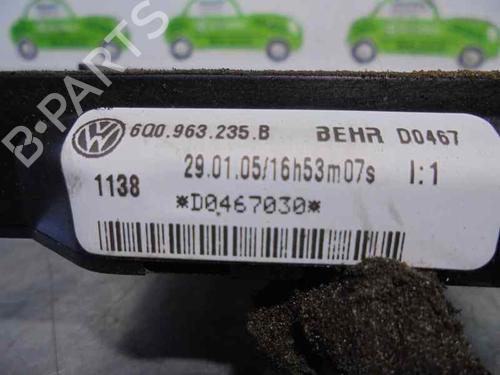 B-PARTS
6Q0.963.235.B BEHR D0467
29.01.05/16h53m07s I:1
1138
*D0467030*